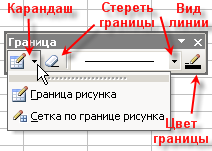 Карандаш
Стереть границы
Вид линии
Граница
Граница рисунка
Сетка по границе рисунка
Цвет границы